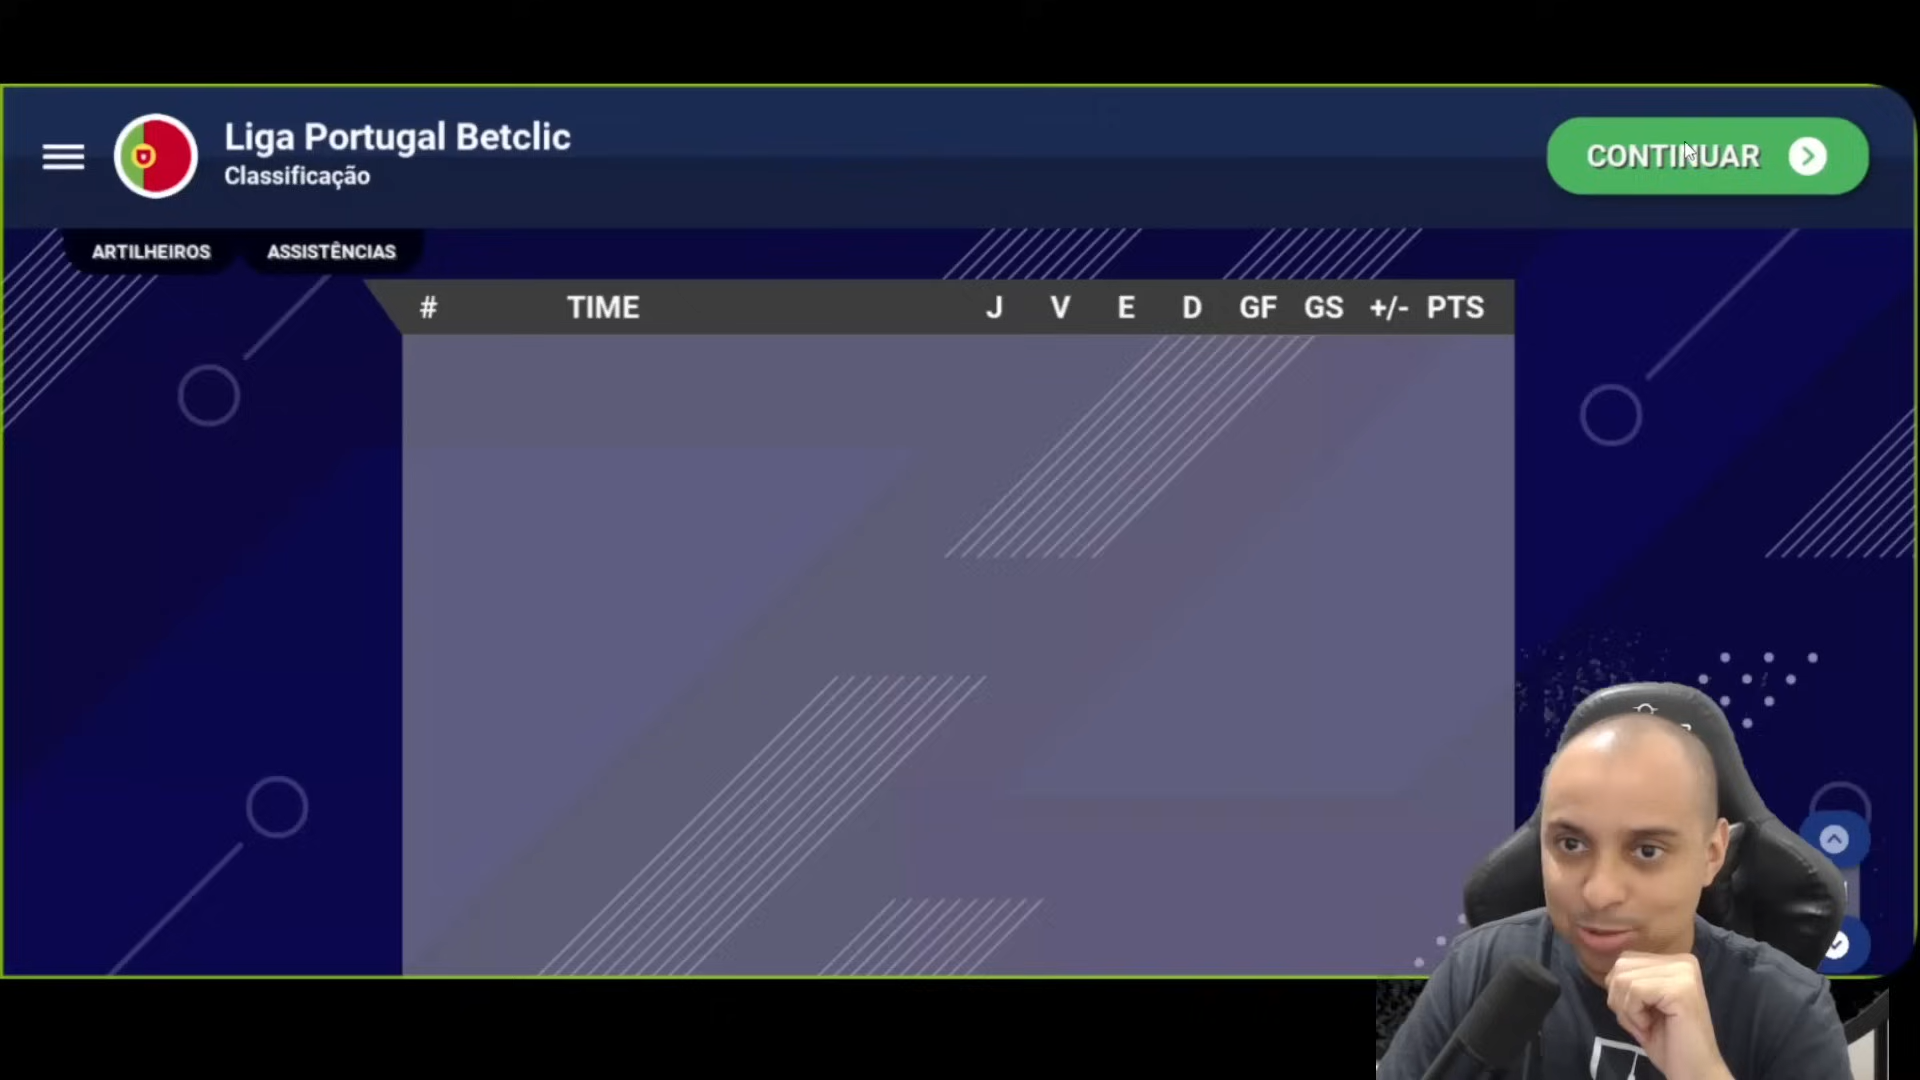 Liga Portugal Betclic
Classificação
CONTINUAR
ARTILHEIROS ASSISTÊNCIAS
# TIME J V E D GF GS +/- PTS